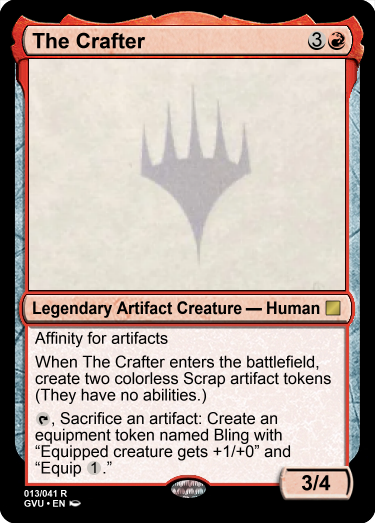 The Crafter 3
Legendary Artifact Creature — Human
Affinity for artifacts
When The Crafter enters the battlefield,
create two colorless Scrap artifact tokens
(They have no abilities.)
, Sacrifice an artifact: Create an
equipment token named Bling with
“Equipped creature gets +1/+0” and
“Equip 1.”
3/4
013/041 R
GVU • EN